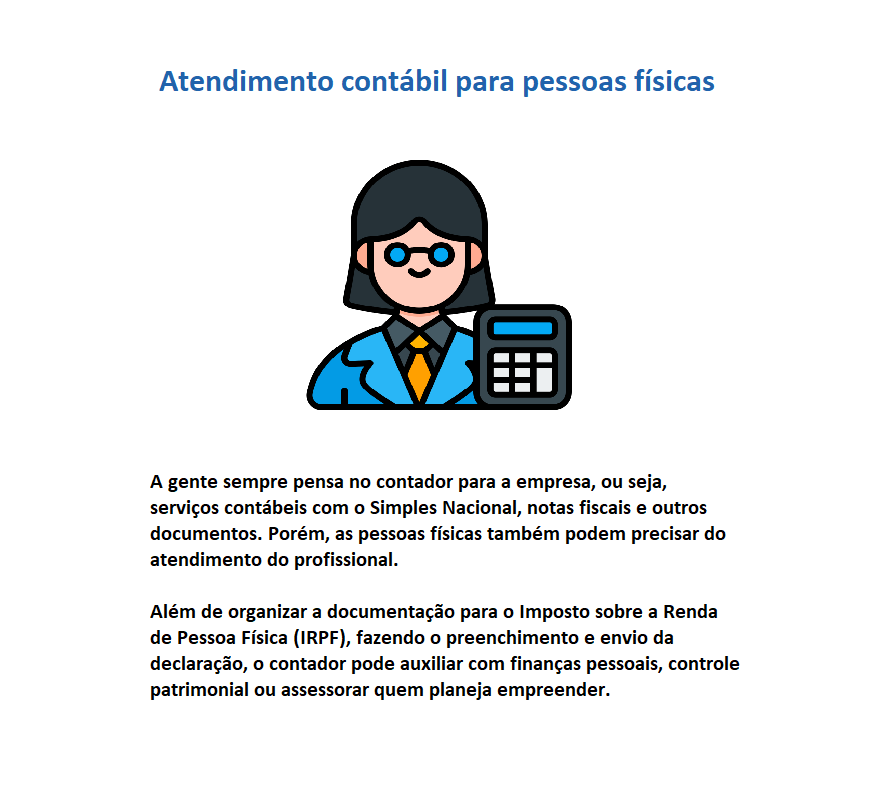 Atendimento contábil para pessoas físicas
A gente sempre pensa no contador para a empresa, ou seja,
serviços contábeis com o Simples Nacional, notas fiscais e outros
documentos. Porém, as pessoas físicas também podem precisar do
atendimento do profissional.
Além de organizar a documentação para o Imposto sobre a Renda
de Pessoa Física (IRPF), fazendo o preenchimento e envio da
declaração, o contador pode auxiliar com finanças pessoais, controle
patrimonial ou assessorar quem planeja empreender.